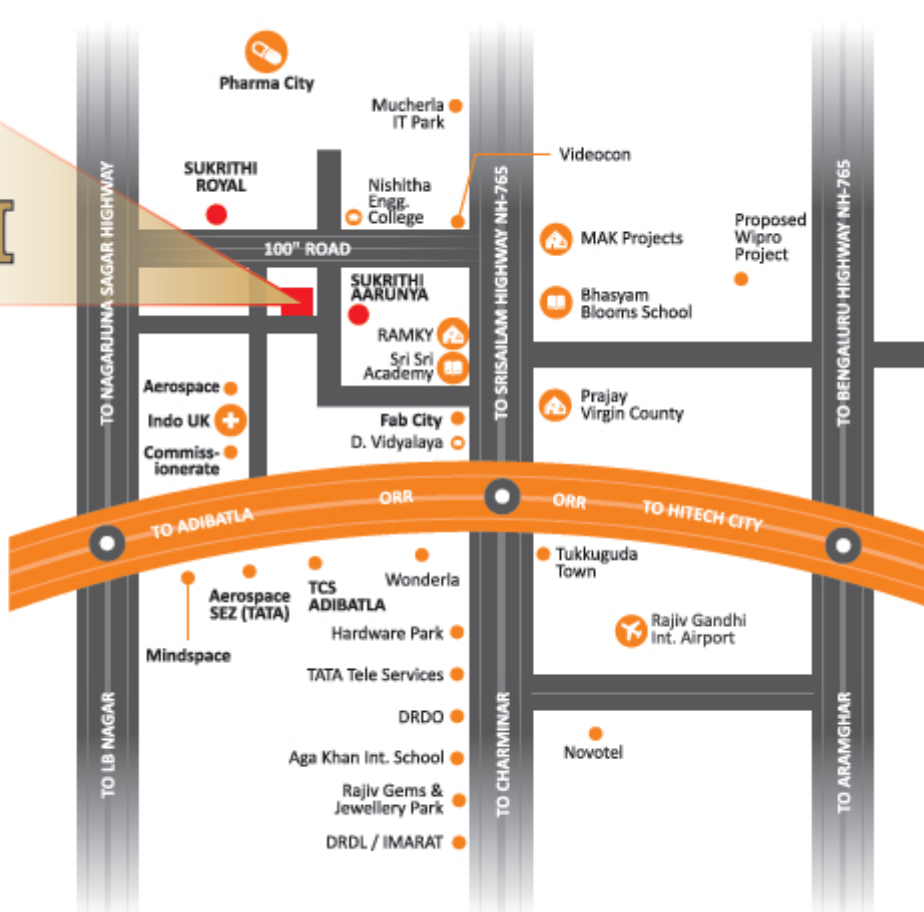 Pharma City
Mucherla
IT Park
Videocon
SUKRITHI
ROYAL
Nishitha
Engg.
College
100" ROAD
SUKRITHI
AARUNYA
RAMKY
Sri Sri
Academy
MAK Projects
Proposed
Wipro
Project
Bhasyam
Blooms School
Prajay
Virgin County
Aerospace
Indo UK
Commiss-
ionerate
Fab City
D. Vidyalaya
TO NAGARJUNA SAGAR HIGHWAY
TO SRISAILAM HIGHWAY NH-765
TO BENGALURU HIGHWAY NH-765
TO ADIBATLA
ORR
ORR
TO HITECH CITY
Mindspace
Aerospace
SEZ (TATA)
TCS
ADIBATLA
Wonderla
Tukkuguda
Town
Hardware Park
Rajiv Gandhi
Int. Airport
TATA Tele Services
DRDO
Novotel
Aga Khan Int. School
Rajiv Gems &
Jewellery Park
DRDL / IMARAT
TO LB NAGAR
TO CHARMINAR
TO ARAMGHAR